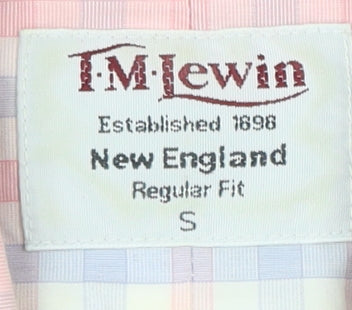 T·M·Lewin
Established 1898
New England
Regular Fit
S